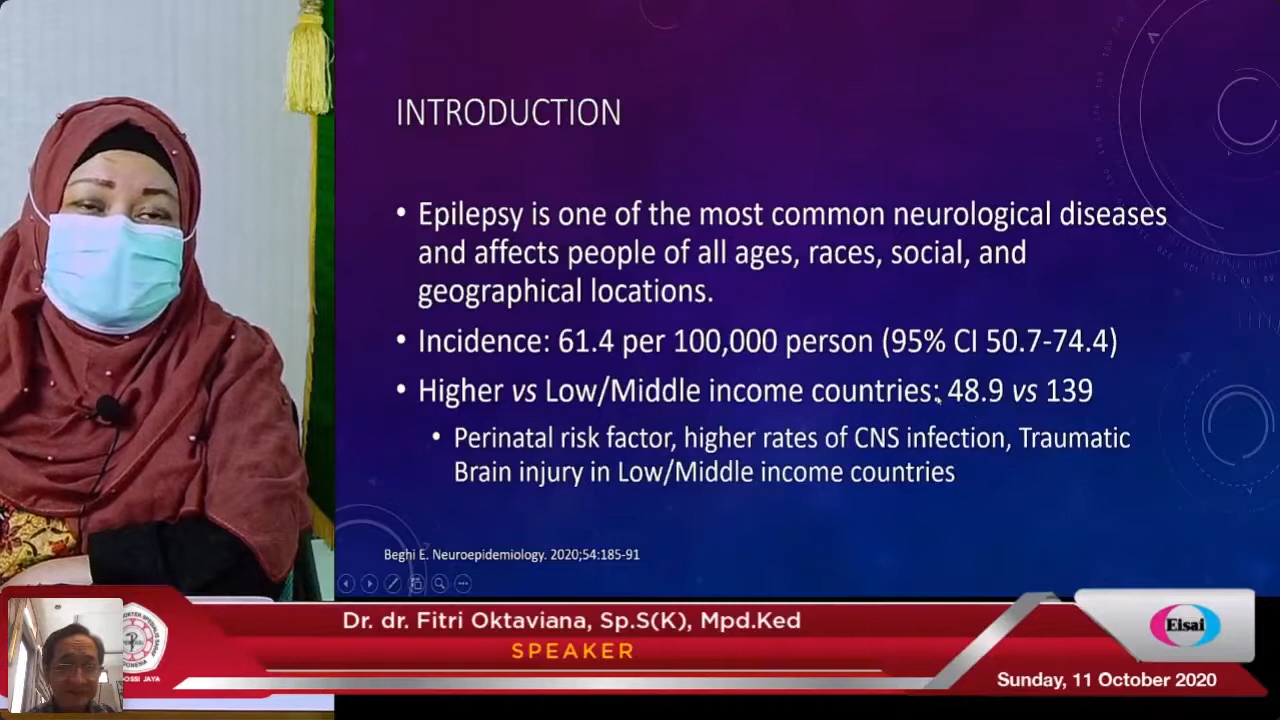 INTRODUCTION
• Epilepsy is one of the most common neurological diseases
and affects people of all ages, races, social, and
geographical locations.
• Incidence: 61.4 per 100,000 person (95% CI 50.7-74.4)
• Higher vs Low/Middle income countries: 48.9 vs 139
• Perinatal risk factor, higher rates of CNS infection, Traumatic
Brain injury in Low/Middle income countries
Beghi E. Neuroepidemiology. 2020;54:185-91
Dr. dr. Fitri Oktaviana, Sp.S(K), Mpd.Ked
SPEAKER
Eisai
Sunday, 11 October 2020
OSSI JAYA